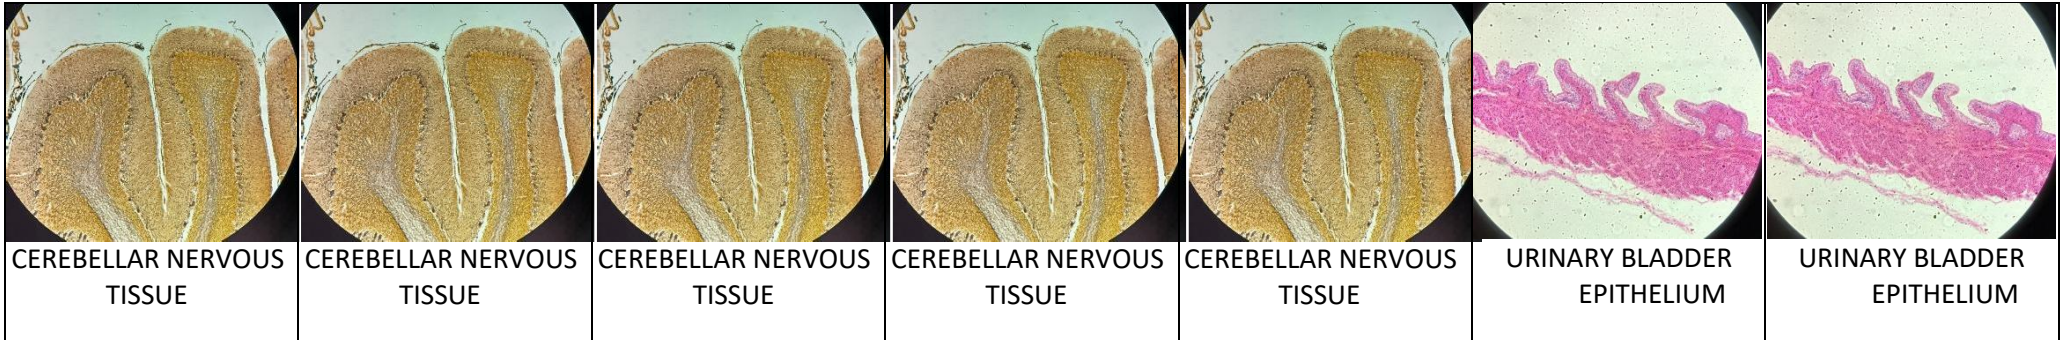 CEREBELLAR NERVOUS
TISSUE
CEREBELLAR NERVOUS
TISSUE
CEREBELLAR NERVOUS
TISSUE
CEREBELLAR NERVOUS
TISSUE
CEREBELLAR NERVOUS
TISSUE
URINARY BLADDER
EPITHELIUM
URINARY BLADDER
EPITHELIUM